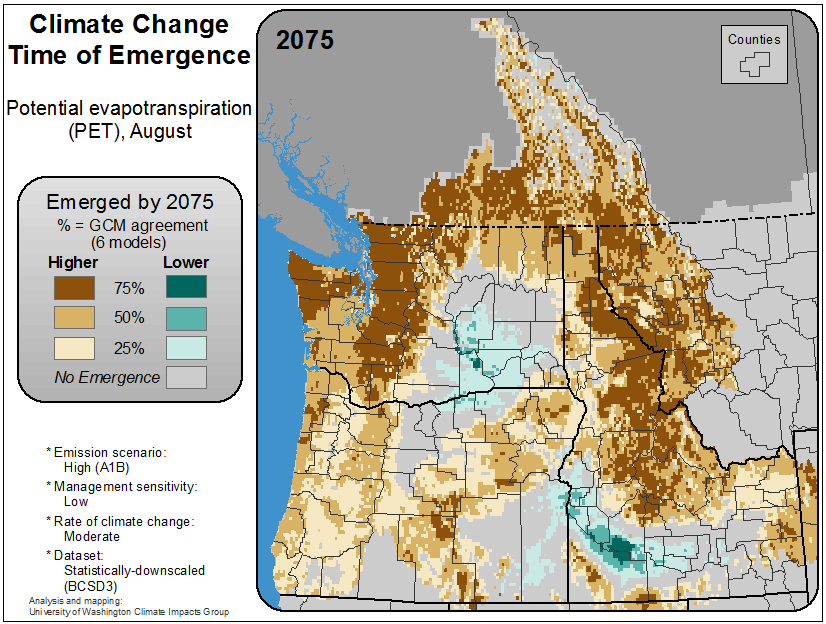 Climate Change
Time of Emergence
Potential evapotranspiration
(PET), August
Emerged by 2075
% = GCM agreement
(6 models)
Higher Lower
75%
50%
25%
No Emergence
* Emission scenario:
High (A1B)
* Management sensitivity:
Low
* Rate of climate change:
Moderate
* Dataset:
Statistically-downscaled
(BCSD3)
Analysis and mapping:
University of Washington Climate Impacts Group
2075
Counties